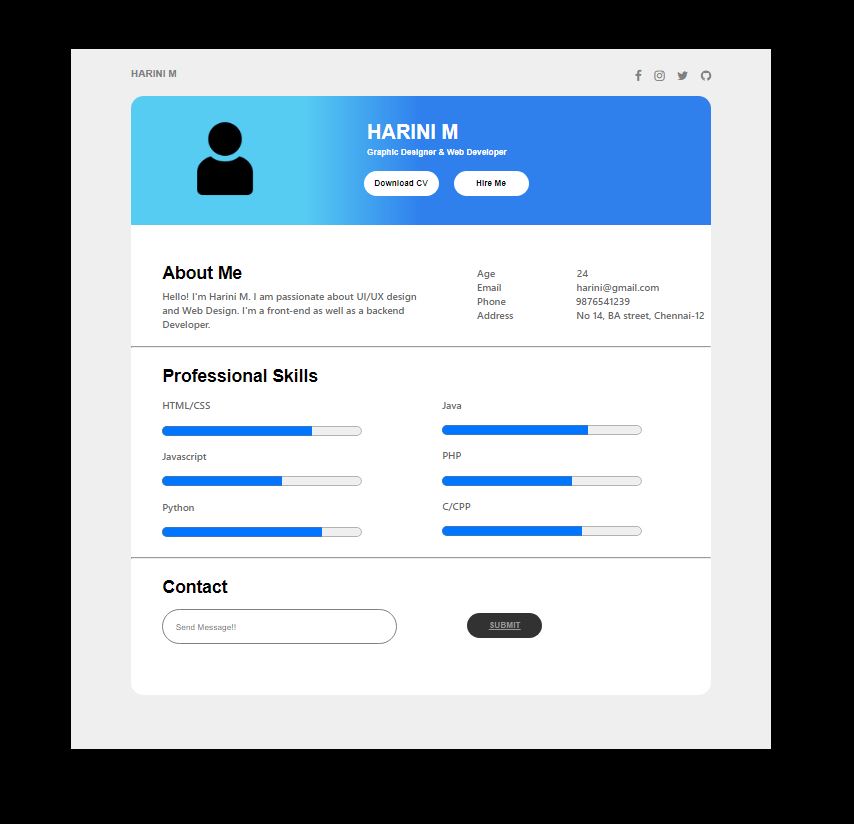 HARINI M
HARINI M
Graphic Designer & Web Developer
Download CV
Hire Me
About Me
Hello! I'm Harini M. I am passionate about UI/UX design
and Web Design. I'm a front-end as well as a backend
Developer.
Age 24
Email harini@gmail.com
Phone 9876541239
Address No 14, BA street, Chennai-12
Professional Skills
HTML/CSS
Java
Javascript
PHP
Python
C/CPP
Contact
Send Message!!
SUBMIT